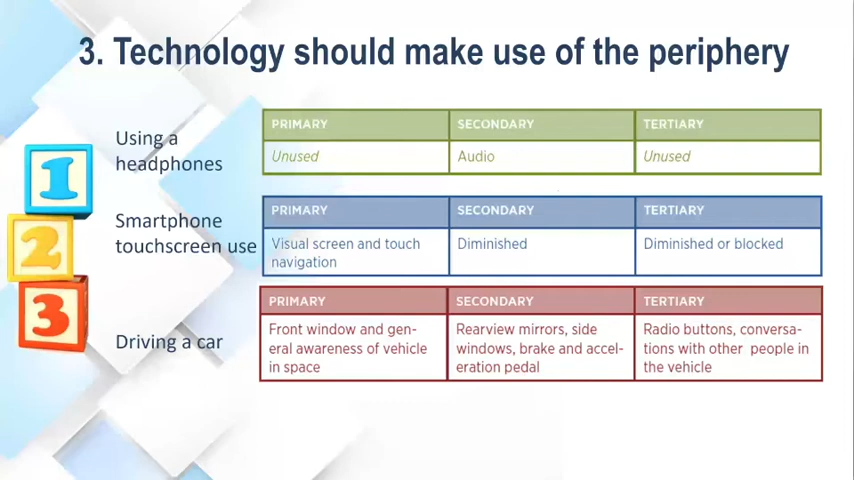 3. Technology should make use of the periphery
Using a
headphones
PRIMARY SECONDARY TERTIARY
Unused Audio Unused
1
Smartphone
touchscreen use
PRIMARY SECONDARY TERTIARY
Visual screen and touch
navigation
Diminished
Diminished or blocked
2
3
Driving a car
PRIMARY SECONDARY TERTIARY
Front window and gen-
eral awareness of vehicle
in space
Rearview mirrors, side
windows, brake and accel-
eration pedal
Radio buttons, conversa-
tions with other people in
the vehicle